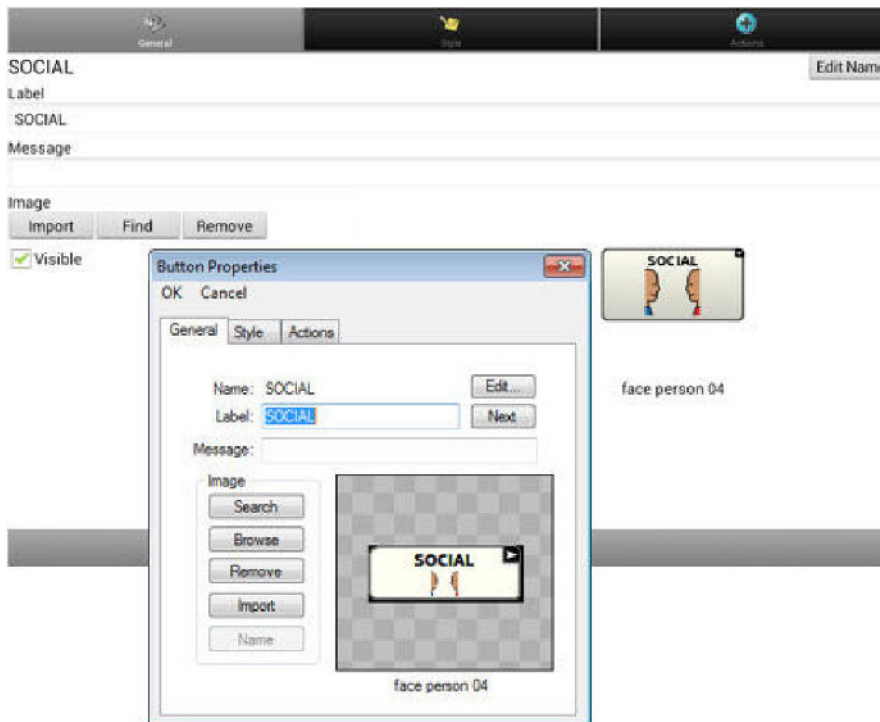 General Style Actions
SOCIAL Edit Name
Label
SOCIAL
Message
Image
Import Find Remove
Visible
SOCIAL
face person 04
Button Properties
OK Cancel
General Style Actions
Name: SOCIAL Edit...
Label: SOCIAL Next
Message:
Image
Search
Browse
Remove
Import
Name
SOCIAL
face person 04